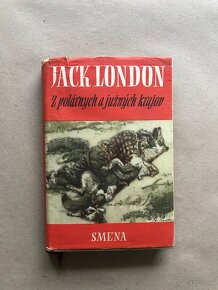 JACK LONDON
Z polárnych a južných krajov
SMENA